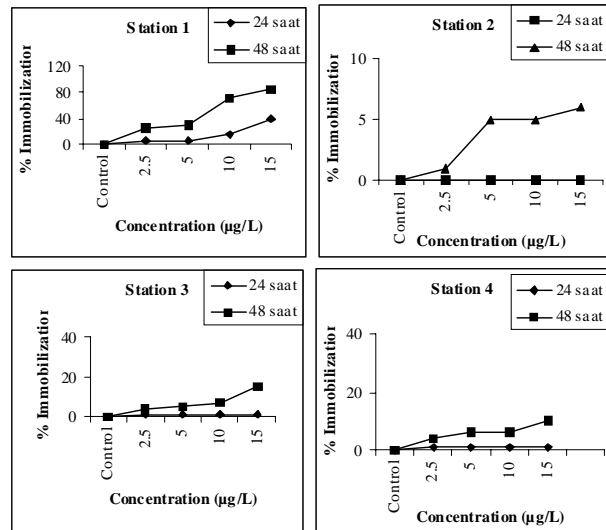 Station 1
24 saat
48 saat
% Immobilization
120
80
40
0
Control
2.5
5
10
15
Concentration (µg/L)
Station 2
24 saat
48 saat
% Immobilization
10
5
0
Control
2.5
5
10
15
Concentration (µg/L)
Station 3
24 saat
48 saat
% Immobilization
40
20
0
Control
2.5
5
10
15
Concentration (µg/L)
Station 4
24 saat
48 saat
% Immobilization
40
20
0
Control
2.5
5
10
15
Concentration (µg/L)